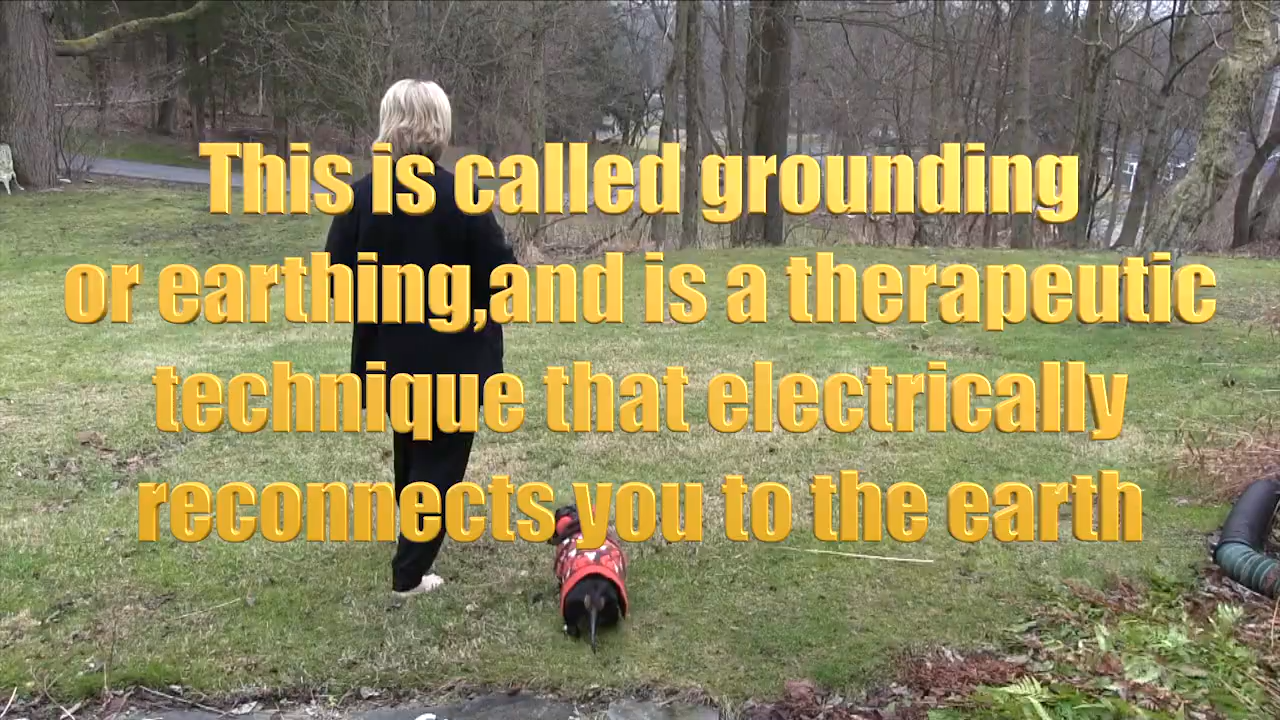 This is called grounding
or earthing,and is a therapeutic
technique that electrically
reconnects you to the earth